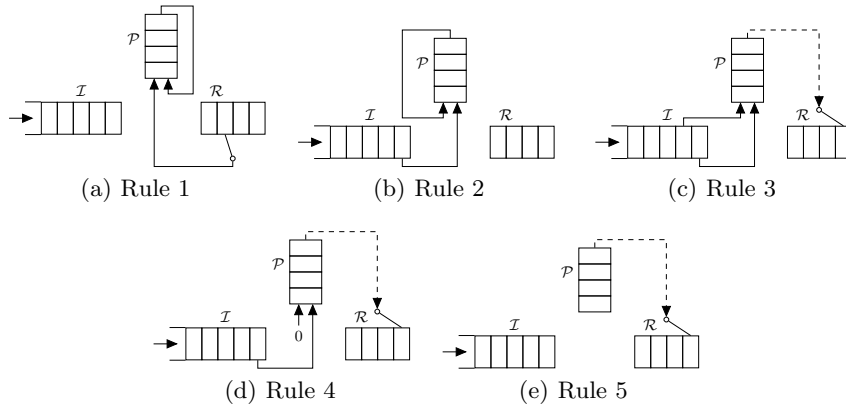 𝒫 𝒫 𝒫
ℐ ℛ ℐ ℛ ℐ ℛ
(a) Rule 1 (b) Rule 2 (c) Rule 3
𝒫 𝒫
ℐ 0 ℛ ℐ ℛ
(d) Rule 4 (e) Rule 5